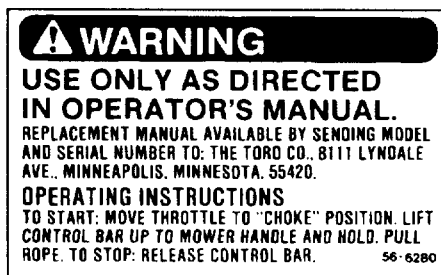 WARNING
USE ONLY AS DIRECTED
IN OPERATOR'S MANUAL.
REPLACEMENT MANUAL AVAILABLE BY SENDING MODEL
AND SERIAL NUMBER TO: THE TORO CO., 8111 LYNDALE
AVE., MINNEAPOLIS, MINNESOTA, 55420.
OPERATING INSTRUCTIONS
TO START: MOVE THROTTLE TO "CHOKE" POSITION. LIFT
CONTROL BAR UP TO MOWER HANDLE AND HOLD. PULL
ROPE. TO STOP: RELEASE CONTROL BAR. 56-6280